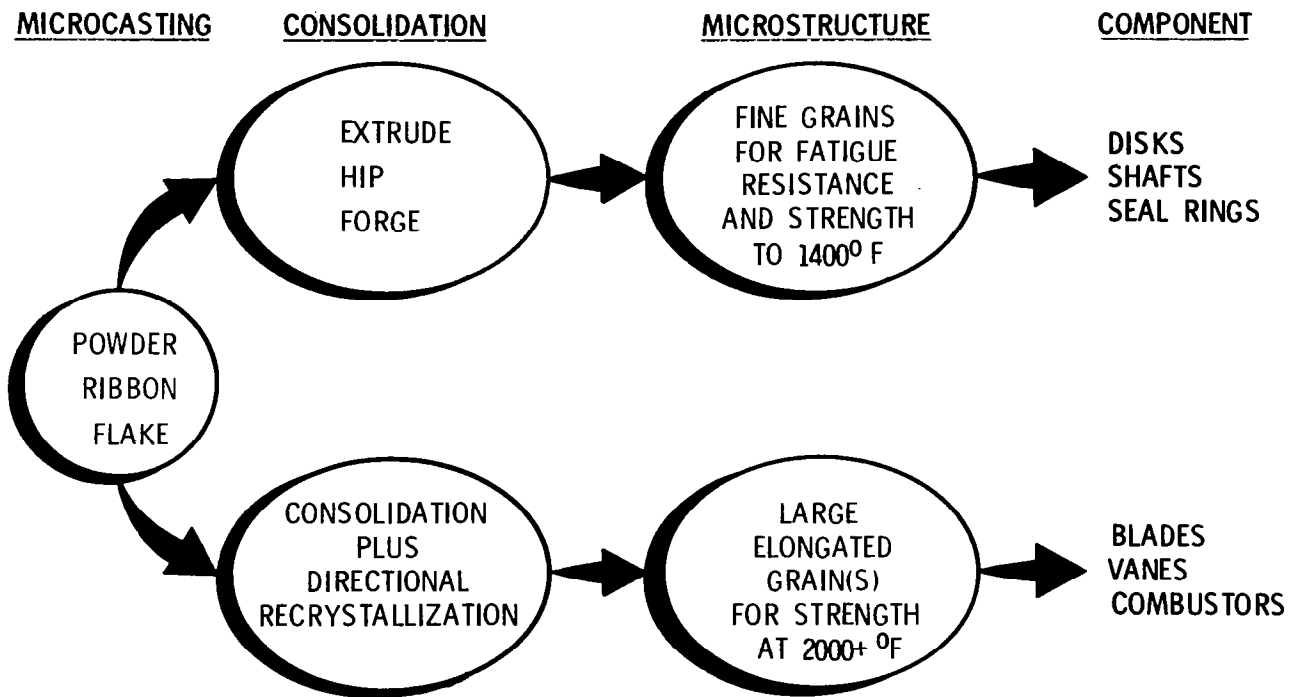 MICROCASTING
CONSOLIDATION
MICROSTRUCTURE
COMPONENT
POWDER
RIBBON
FLAKE
EXTRUDE
HIP
FORGE
FINE GRAINS
FOR FATIGUE
RESISTANCE
AND STRENGTH
TO 1400⁰ F
DISKS
SHAFTS
SEAL RINGS
CONSOLIDATION
PLUS
DIRECTIONAL
RECRYSTALLIZATION
LARGE
ELONGATED
GRAIN(S)
FOR STRENGTH
AT 2000+ ⁰F
BLADES
VANES
COMBUSTORS